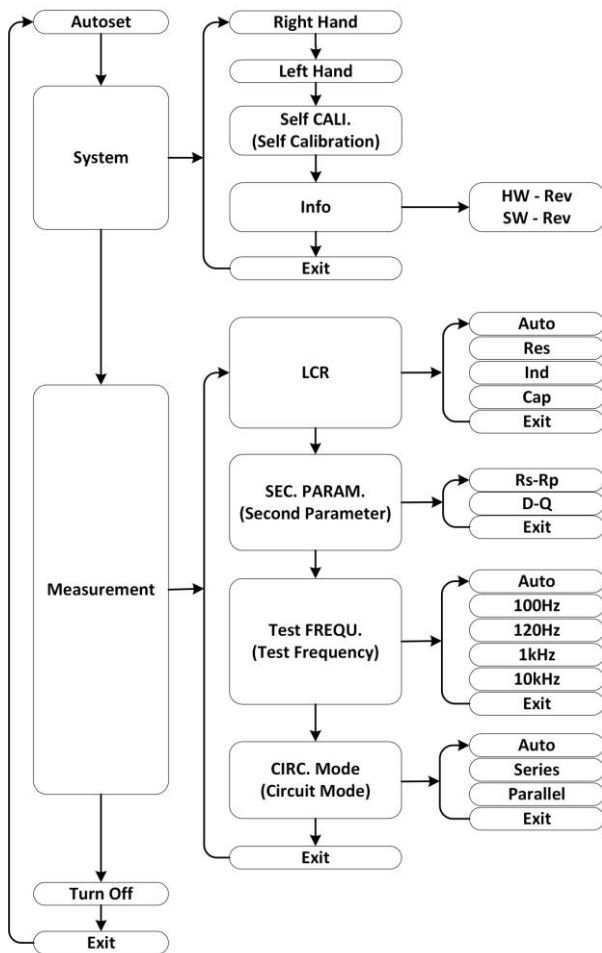 Autoset
System
Right Hand
Left Hand
Self CALI.
(Self Calibration)
Info
HW - Rev
SW - Rev
Exit
Measurement
LCR
Auto
Res
Ind
Cap
Exit
SEC. PARAM.
(Second Parameter)
Rs-Rp
D-Q
Exit
Test FREQU.
(Test Frequency)
Auto
100Hz
120Hz
1kHz
10kHz
Exit
CIRC. Mode
(Circuit Mode)
Auto
Series
Parallel
Exit
Exit
Turn Off
Exit